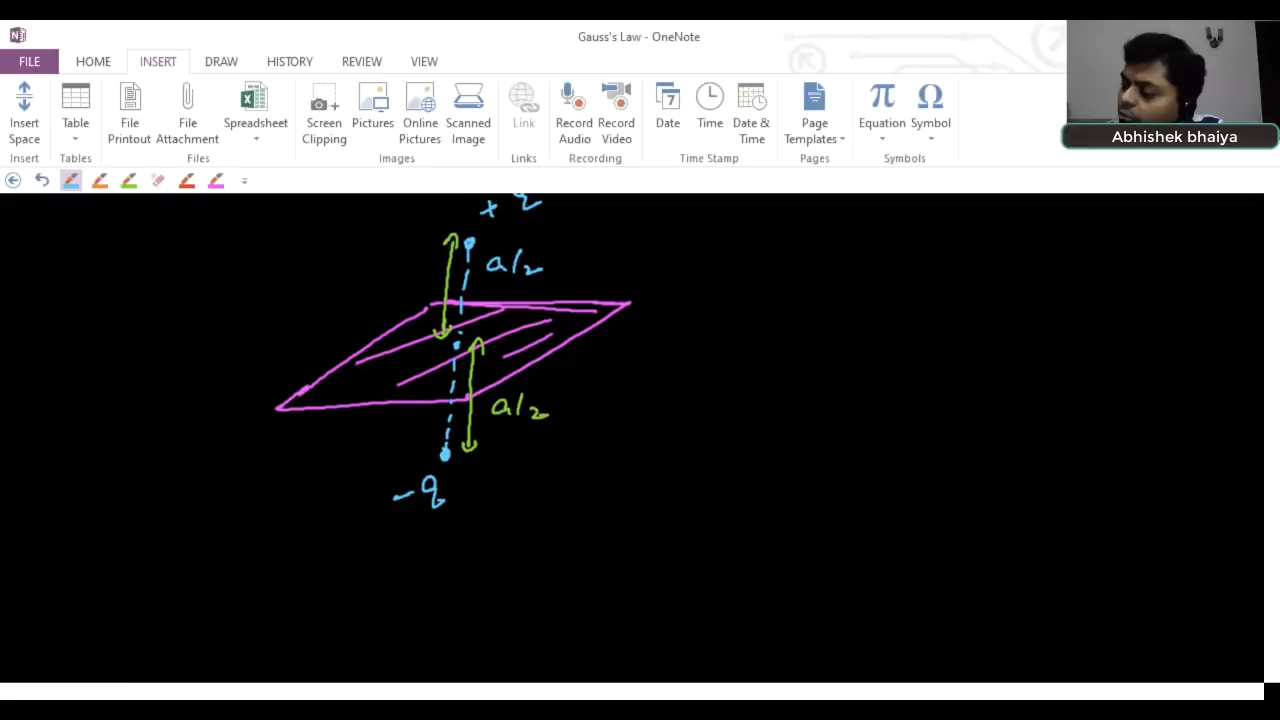 Gauss's Law - OneNote
FILE HOME INSERT DRAW HISTORY REVIEW VIEW
Insert Space
Table
File Printout
File Attachment
Spreadsheet
Screen Clipping
Pictures
Online Pictures
Scanned Image
Link
Record Audio
Record Video
Date
Time
Date & Time
Page Templates
Equation
Symbol
Insert Tables Files Images Links Recording Time Stamp Pages Symbols
Abhishek bhaiya
+ q
a/2
a/2
-q